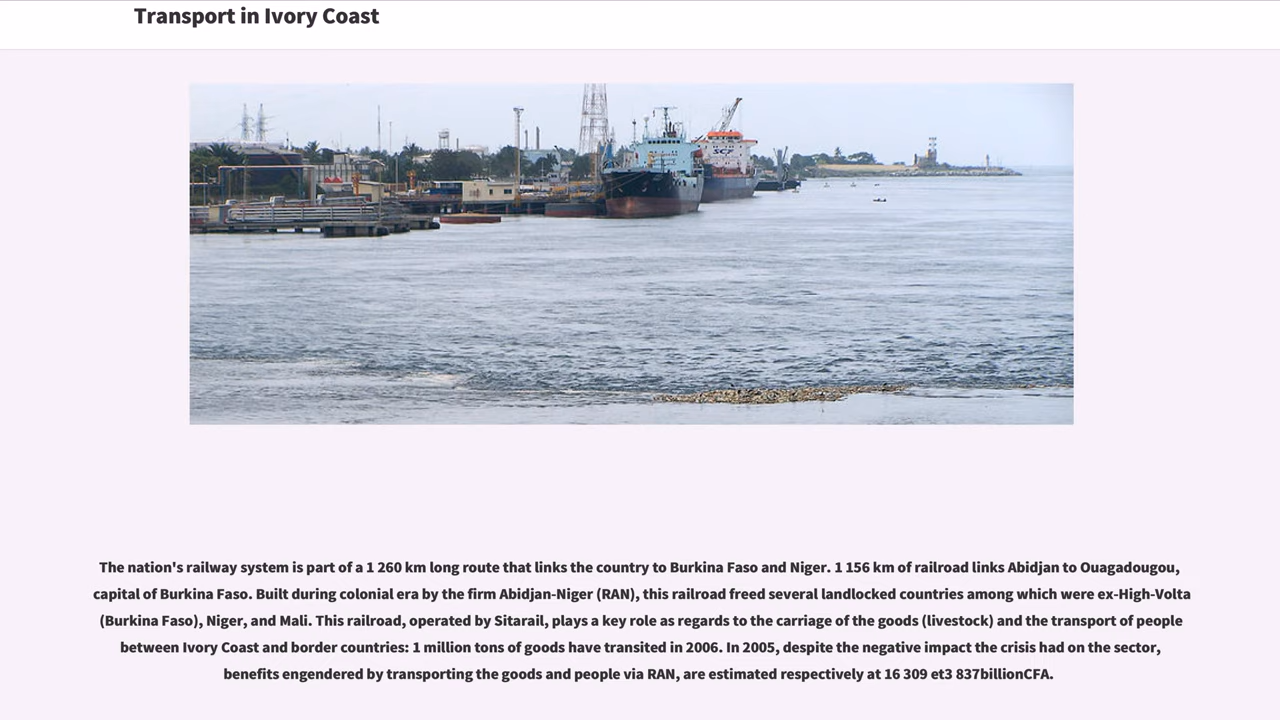 Transport in Ivory Coast
SCF
The nation's railway system is part of a 1 260 km long route that links the country to Burkina Faso and Niger. 1 156 km of railroad links Abidjan to Ouagadougou,
capital of Burkina Faso. Built during colonial era by the firm Abidjan-Niger (RAN), this railroad freed several landlocked countries among which were ex-High-Volta
(Burkina Faso), Niger, and Mali. This railroad, operated by Sitarail, plays a key role as regards to the carriage of the goods (livestock) and the transport of people
between Ivory Coast and border countries: 1 million tons of goods have transited in 2006. In 2005, despite the negative impact the crisis had on the sector,
benefits engendered by transporting the goods and people via RAN, are estimated respectively at 16 309 et3 837billionCFA.